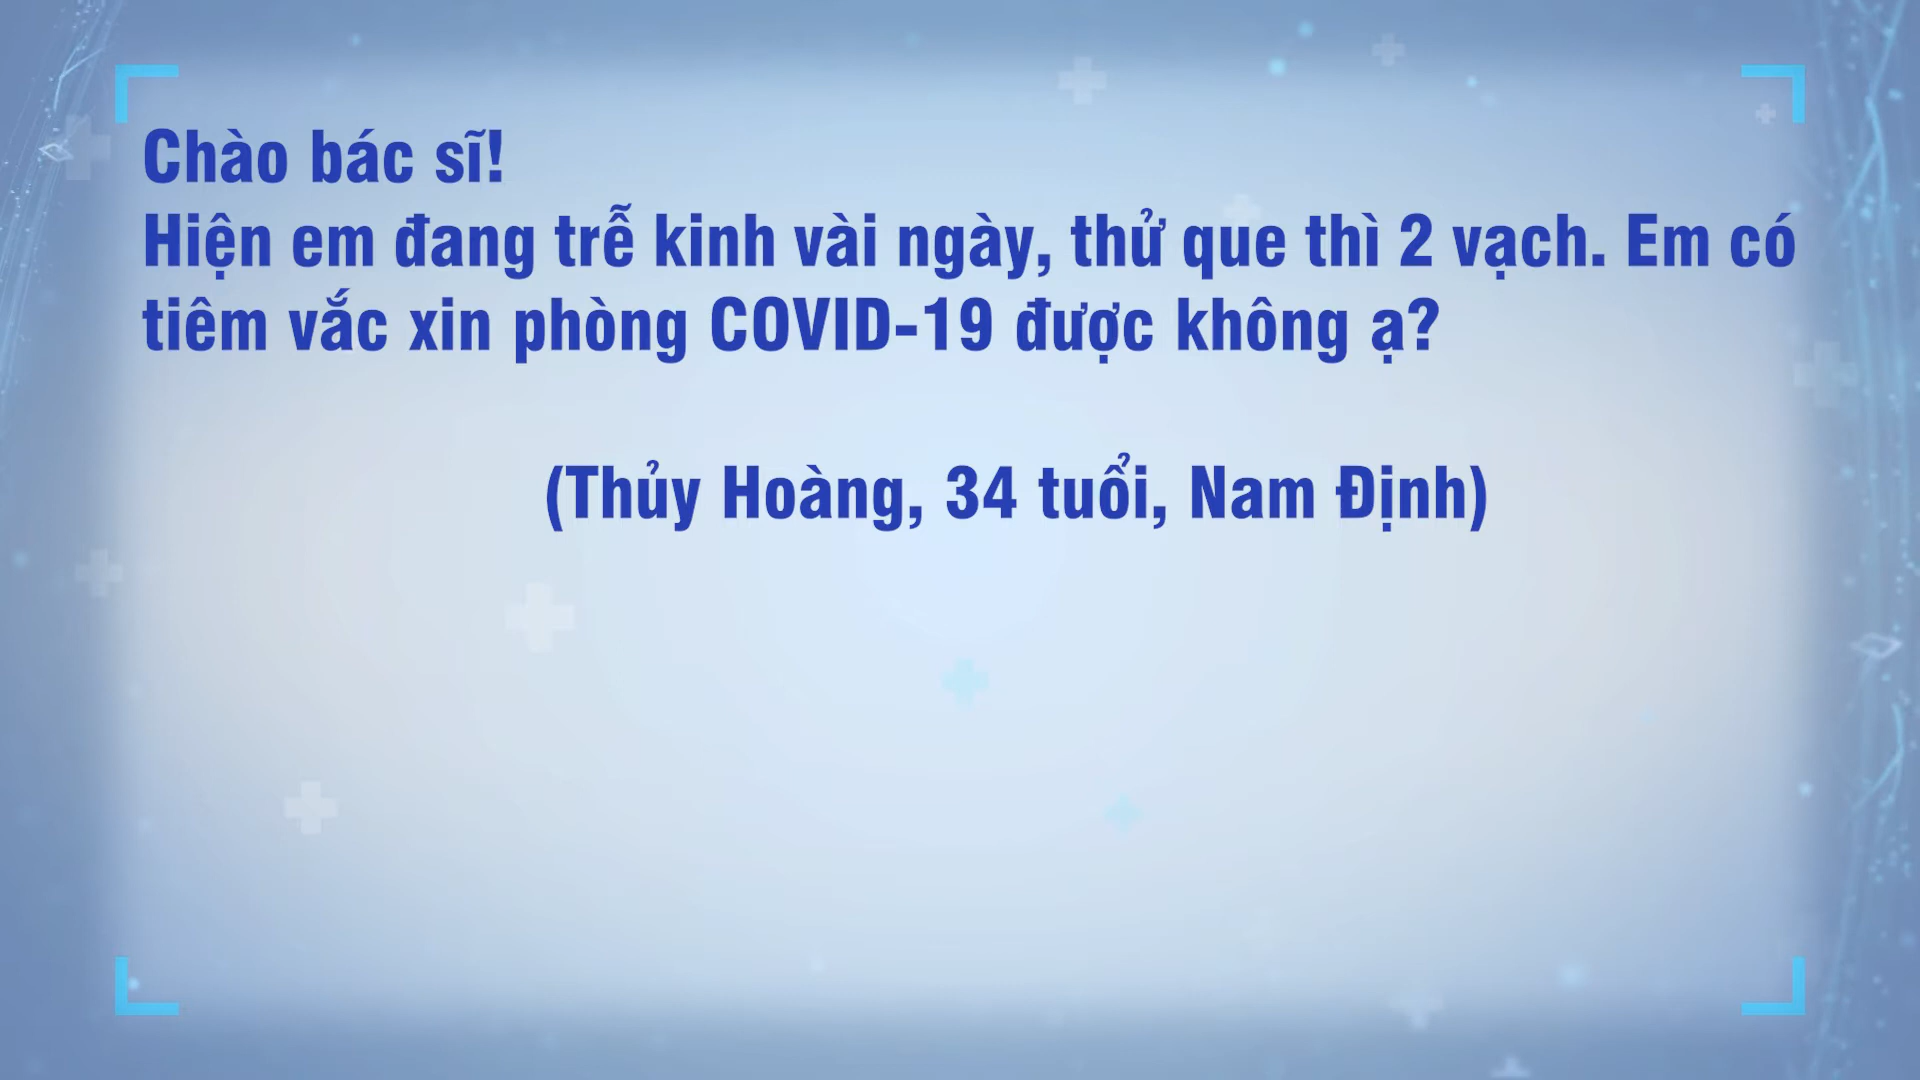 Chào bác sĩ!
Hiện em đang trễ kinh vài ngày, thử que thì 2 vạch. Em có
tiêm vắc xin phòng COVID-19 được không ạ?
(Thủy Hoàng, 34 tuổi, Nam Định)